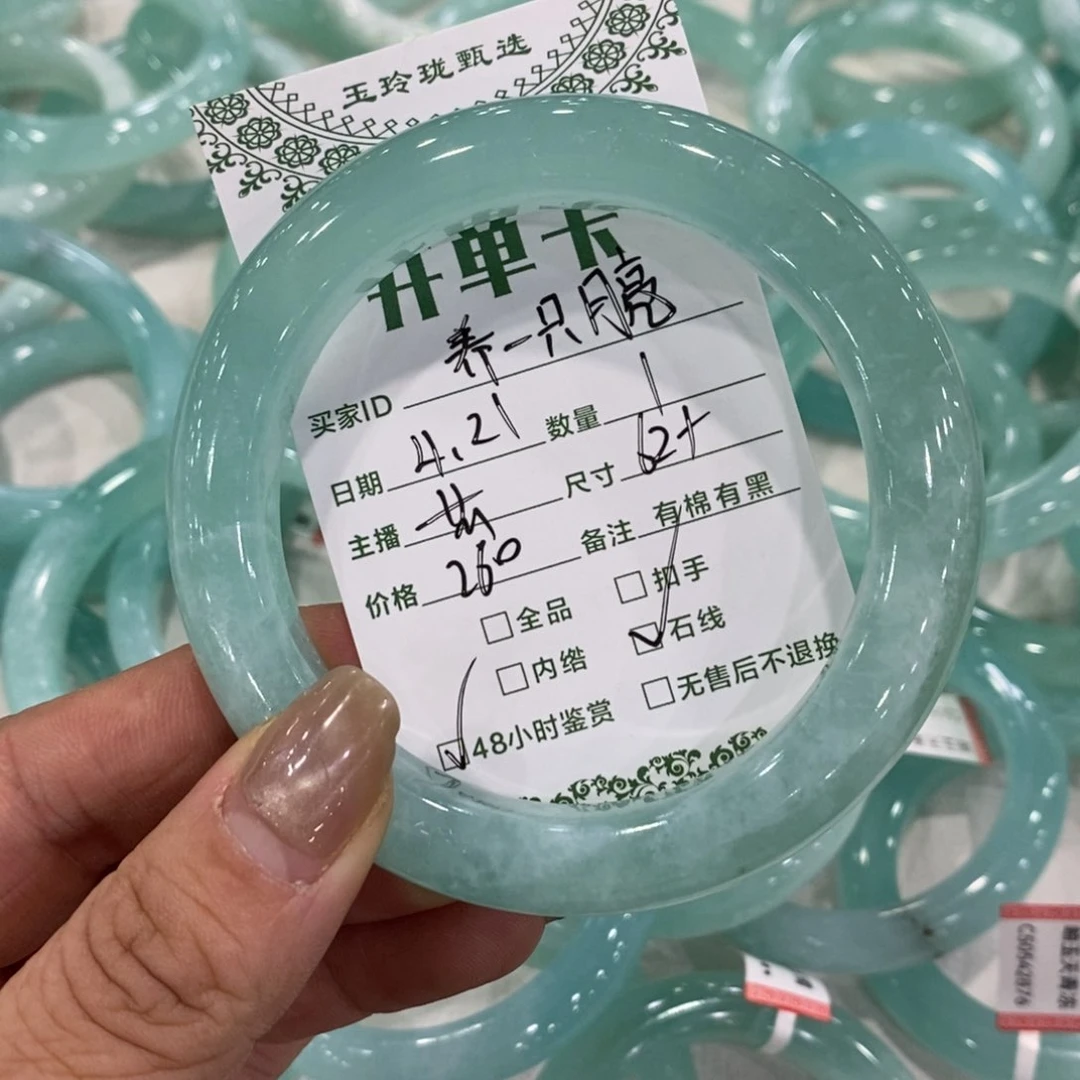 玉玲珑甄选
开单卡
买家ID 养一只月亮
日期 4.21 数量 1
主播 尺寸 62+
价格 260 备注 有棉有黑
□全品 □扣手
□内绺 ☑石线
☑48小时鉴赏 □无售后不退换